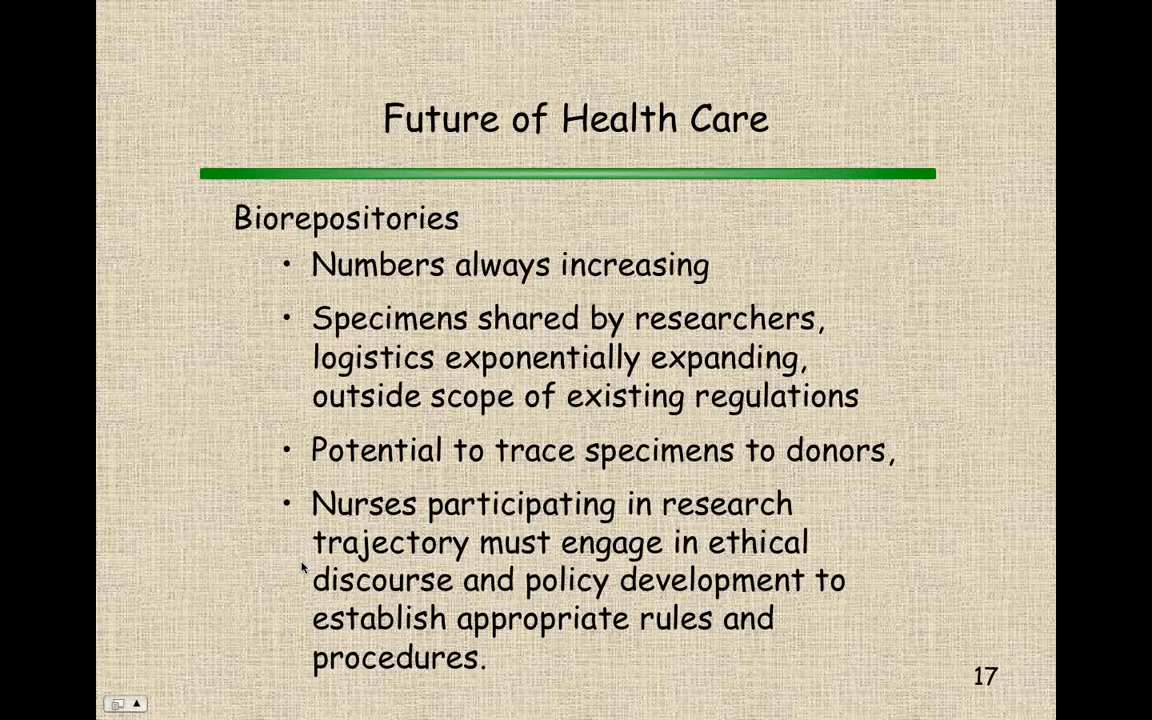 Future of Health Care
Biorepositories
• Numbers always increasing
• Specimens shared by researchers,
logistics exponentially expanding,
outside scope of existing regulations
• Potential to trace specimens to donors,
• Nurses participating in research
trajectory must engage in ethical
discourse and policy development to
establish appropriate rules and
procedures.
17